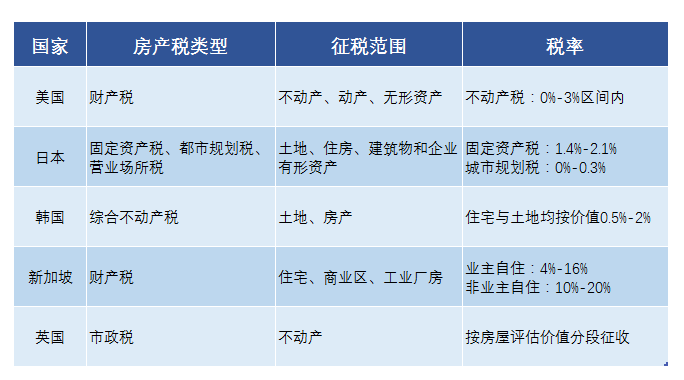 国家 房产税类型 征税范围 税率
美国 财产税 不动产、动产、无形资产 不动产税：0%-3%区间内
日本 固定资产税、都市规划税、营业场所税 土地、住房、建筑物和企业有形资产 固定资产税：1.4%-2.1% 城市规划税：0%-0.3%
韩国 综合不动产税 土地、房产 住宅与土地均按价值0.5%-2%
新加坡 财产税 住宅、商业区、工业厂房 业主自住：4%-16% 非业主自住：10%-20%
英国 市政税 不动产 按房屋评估价值分段征收